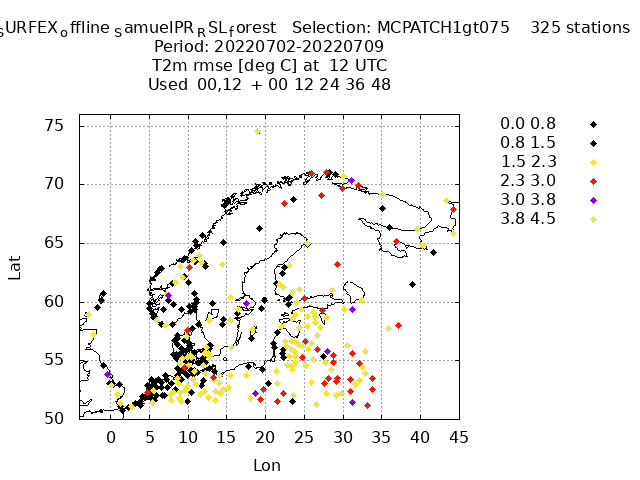 SURFEXoffline SamuelPRRSLforest Selection: MCPATCH1gt075 325 stations
Period: 20220702-20220709
T2m rmse [deg C] at 12 UTC
Used 00,12 + 00 12 24 36 48
75
70
65
60
55
50
0 5 10 15 20 25 30 35 40 45
Lat
Lon
0.0 0.8
0.8 1.5
1.5 2.3
2.3 3.0
3.0 3.8
3.8 4.5